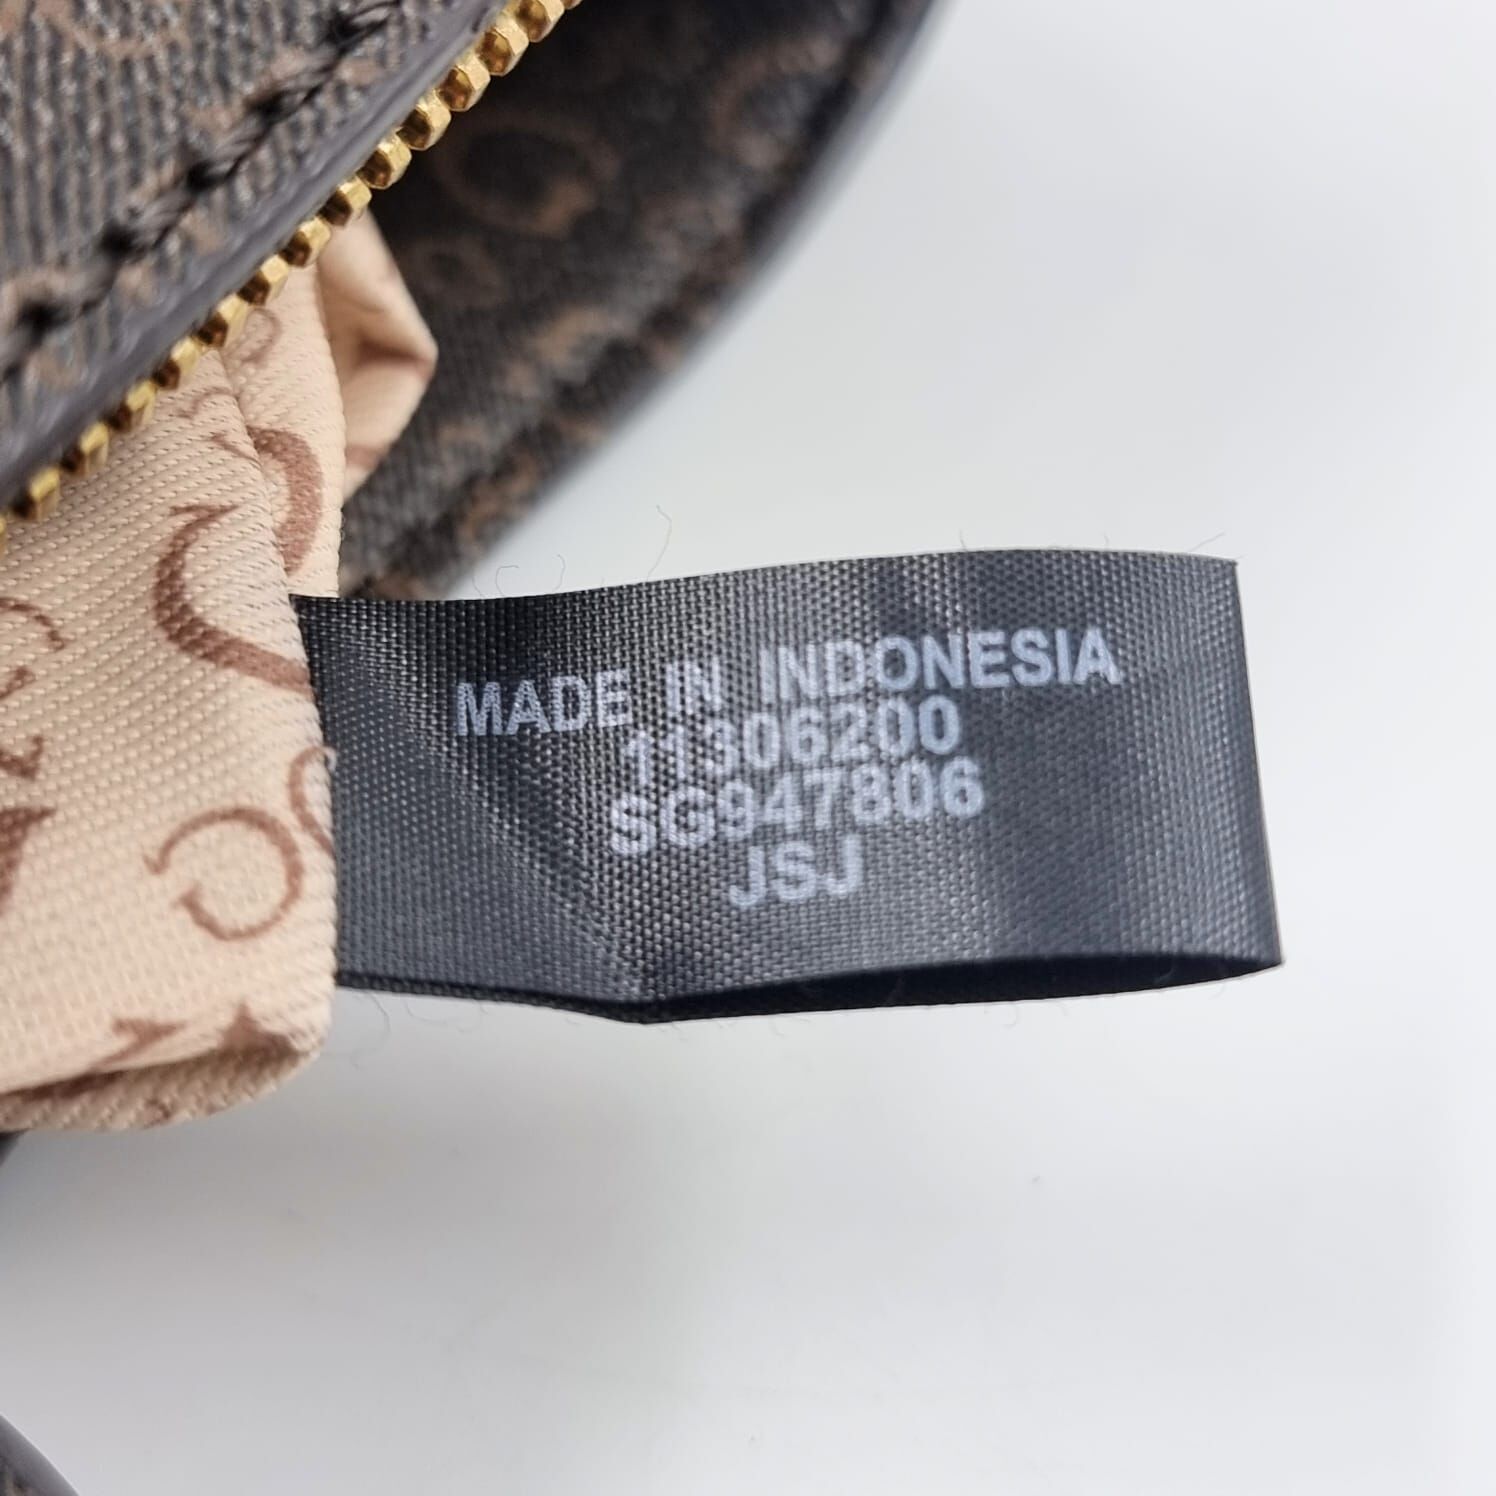 MADE IN INDONESIA
11306200
SG947806
JSJ